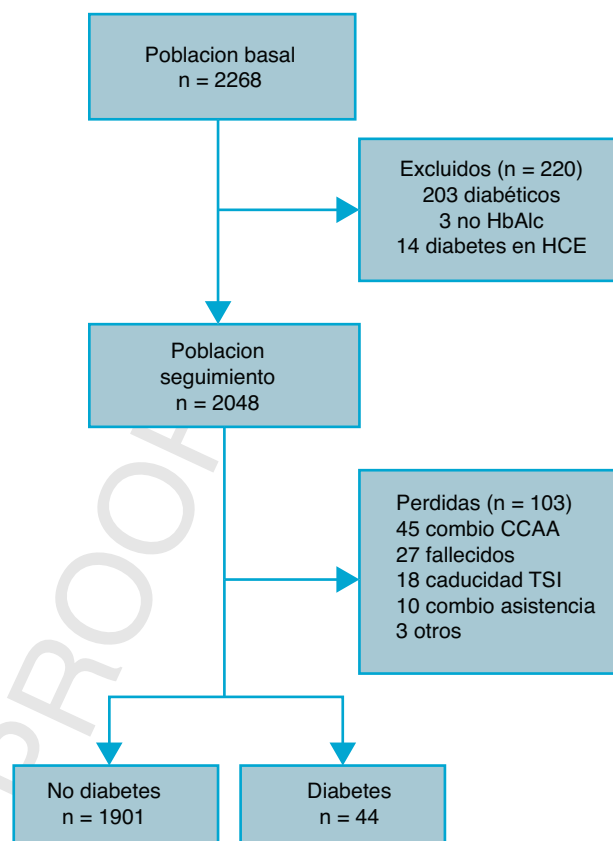 Poblacion basal
n = 2268
Excluidos (n = 220)
203 diabéticos
3 no HbAlc
14 diabetes en HCE
Poblacion
seguimiento
n = 2048
Perdidas (n = 103)
45 combio CCAA
27 fallecidos
18 caducidad TSI
10 combio asistencia
3 otros
No diabetes
n = 1901
Diabetes
n = 44
PROOF